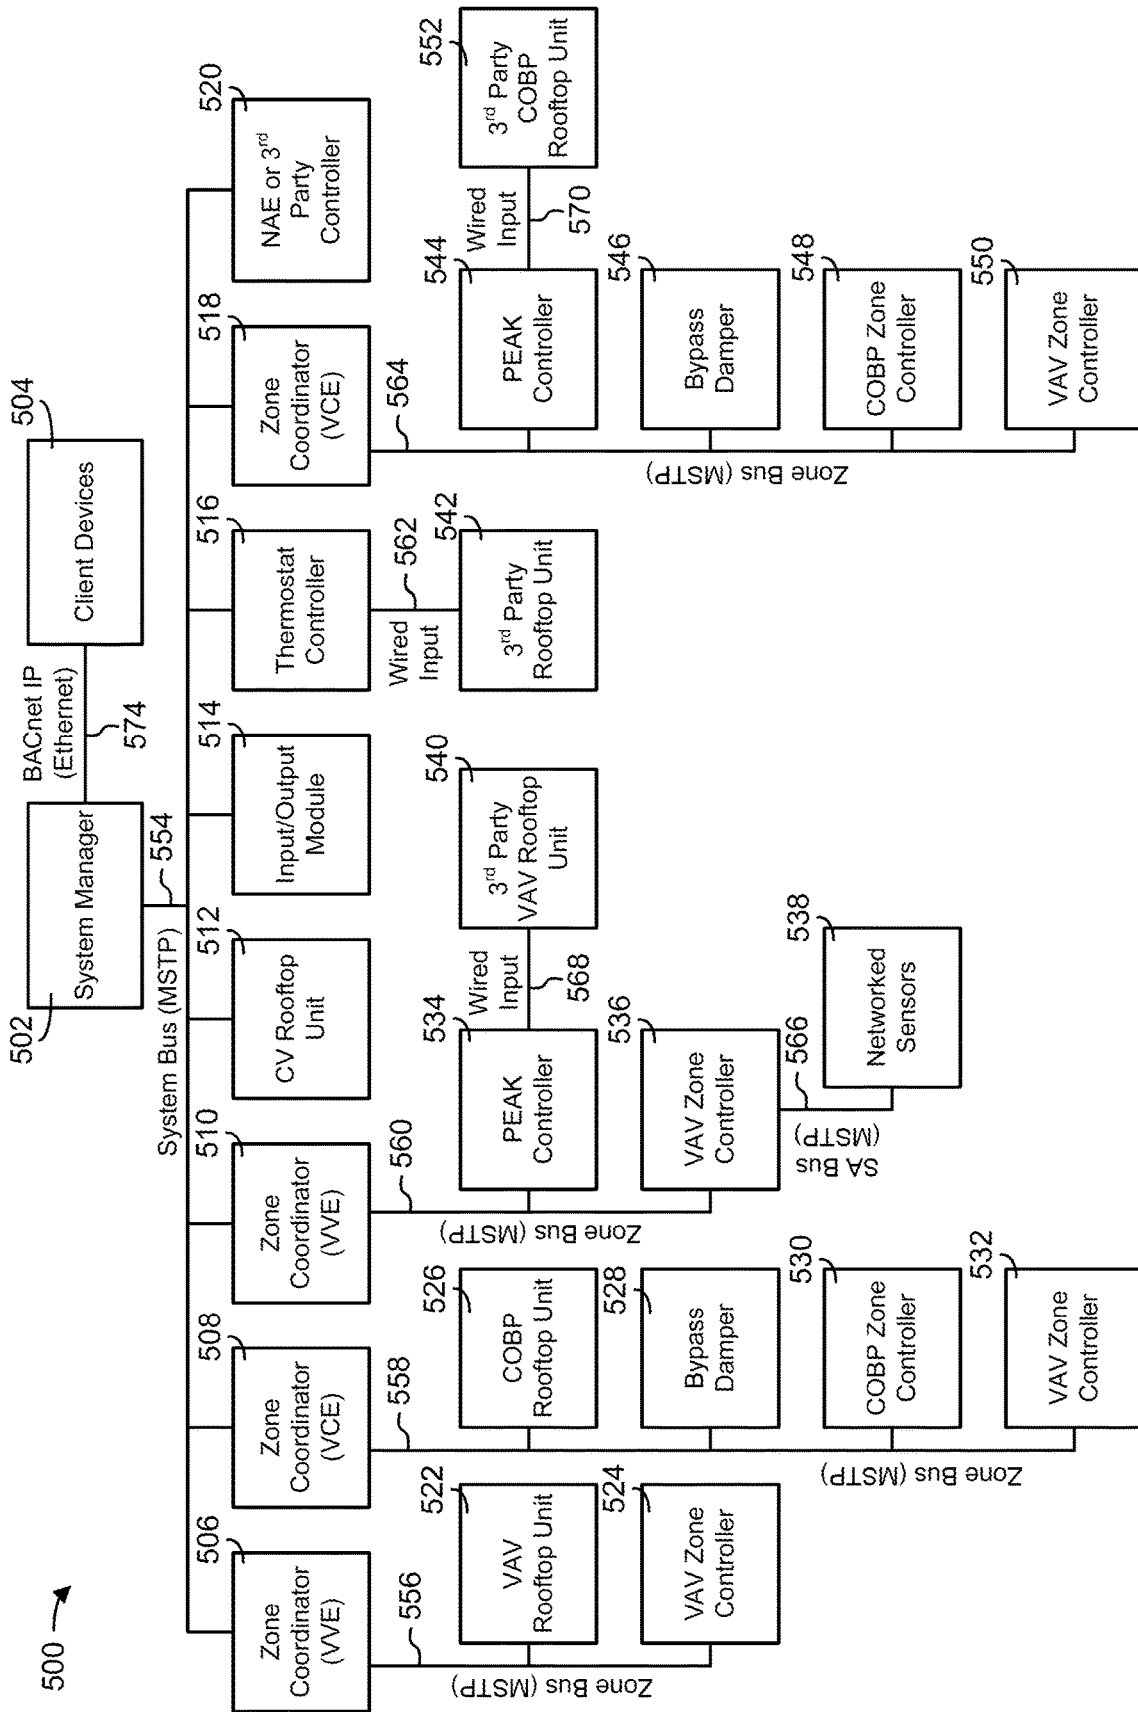 500
502
System Manager
BACnet IP
(Ethernet)
574
504
Client Devices
554
System Bus (MSTP)
506
Zone
Coordinator
(VVE)
508
Zone
Coordinator
(VCE)
510
Zone
Coordinator
(VVE)
512
CV Rooftop
Unit
514
Input/Output
Module
516
Thermostat
Controller
518
Zone
Coordinator
(VCE)
520
NAE or 3rd
Party
Controller
556
558
560
562
Wired
Input
564
522
VAV
Rooftop Unit
526
COBP
Rooftop Unit
534
PEAK
Controller
Wired
Input
568
540
3rd Party
VAV Rooftop
Unit
542
3rd Party
Rooftop Unit
544
PEAK
Controller
Wired
Input
570
552
3rd Party
COBP
Rooftop Unit
Zone Bus (MSTP)
524
VAV Zone
Controller
528
Bypass
Damper
Zone Bus (MSTP)
536
VAV Zone
Controller
546
Bypass
Damper
Zone Bus (MSTP)
530
COBP Zone
Controller
SA Bus
(MSTP)
566
538
Networked
Sensors
548
COBP Zone
Controller
Zone Bus (MSTP)
532
VAV Zone
Controller
550
VAV Zone
Controller